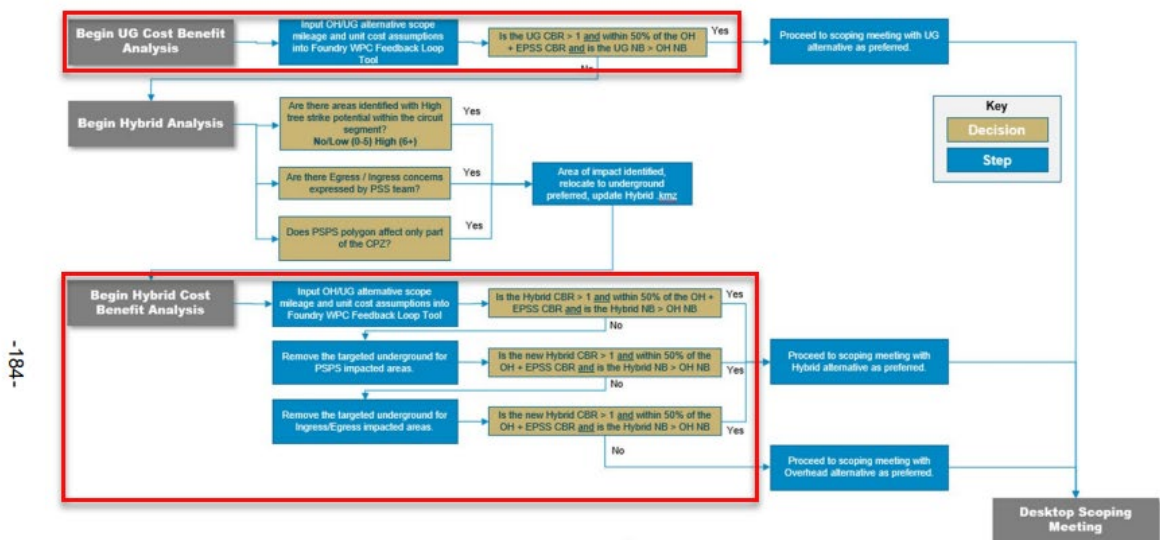 Begin UG Cost Benefit
Analysis
Input OH/UG alternative scope
mileage and unit cost assumptions
into Foundry WPC Feedback Loop
Tool
Is the UG CBR > 1 and within 50% of the OH
+ EPSS CBR and is the UG NB > OH NB
Yes
No
Proceed to scoping meeting with UG
alternative as preferred.
Key
Decision
Step
Begin Hybrid Analysis
Are there areas identified with High
tree strike potential within the circuit
segment?
No/Low (0-5) High (6+)
Yes
Are there Egress / Ingress concerns
expressed by PSS team?
Yes
Does PSPS polygon affect only part
of the CPZ?
Yes
Area of impact identified,
relocate to underground
preferred, update Hybrid .kmz
Begin Hybrid Cost
Benefit Analysis
Input OH/UG alternative scope
mileage and unit cost assumptions into
Foundry WPC Feedback Loop Tool
Is the Hybrid CBR > 1 and within 50% of the OH +
EPSS CBR and is the Hybrid NB > OH NB
Yes
No
Remove the targeted underground for
PSPS impacted areas.
Is the new Hybrid CBR > 1 and within 50% of the
OH + EPSS CBR and is the Hybrid NB > OH NB
Yes
No
Proceed to scoping meeting with
Hybrid alternative as preferred.
Remove the targeted underground for
Ingress/Egress impacted areas.
Is the new Hybrid CBR > 1 and within 50% of the
OH + EPSS CBR and is the Hybrid NB > OH NB
Yes
No
Proceed to scoping meeting with
Overhead alternative as preferred.
Desktop Scoping
Meeting
-184-